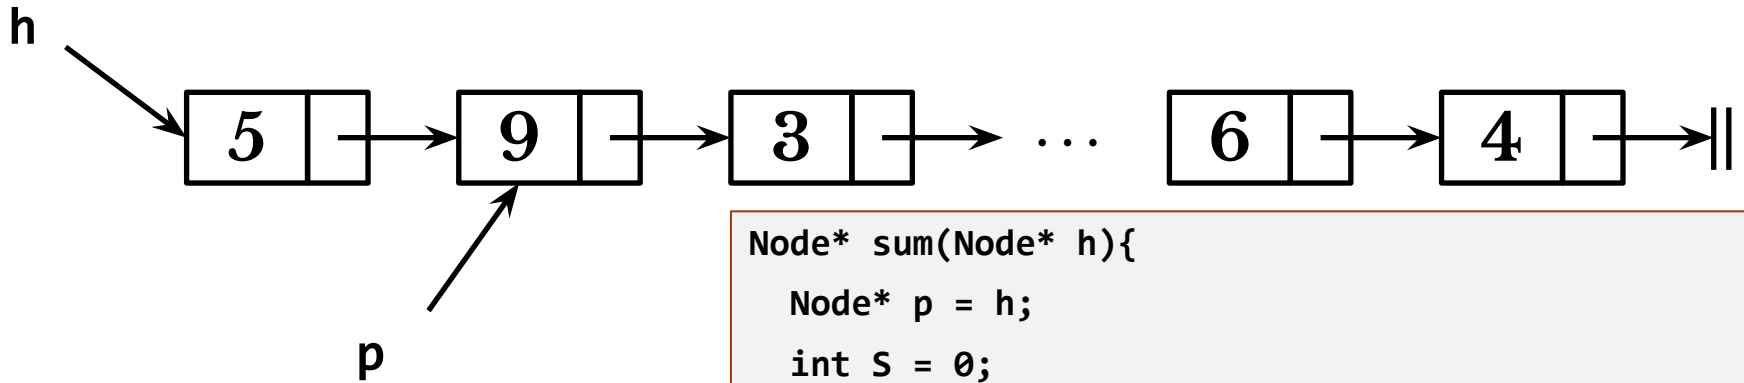 h
5 9 3 ... 6 4
p
Node* sum(Node* h){
Node* p = h;
int S = 0;